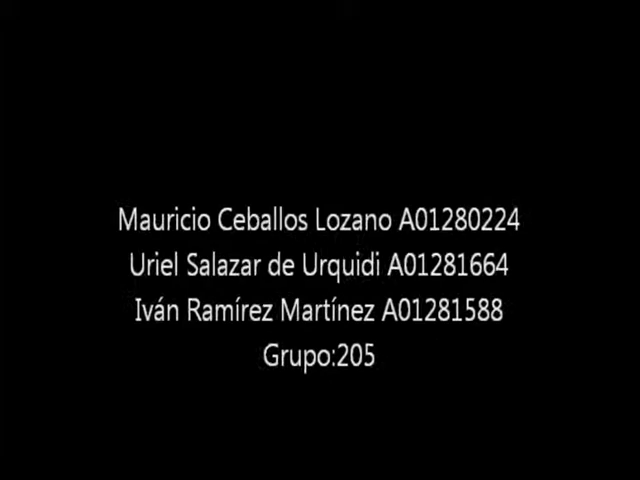 Mauricio Ceballos Lozano A01280224
Uriel Salazar de Urquidi A01281664
Iván Ramírez Martínez A01281588
Grupo:205